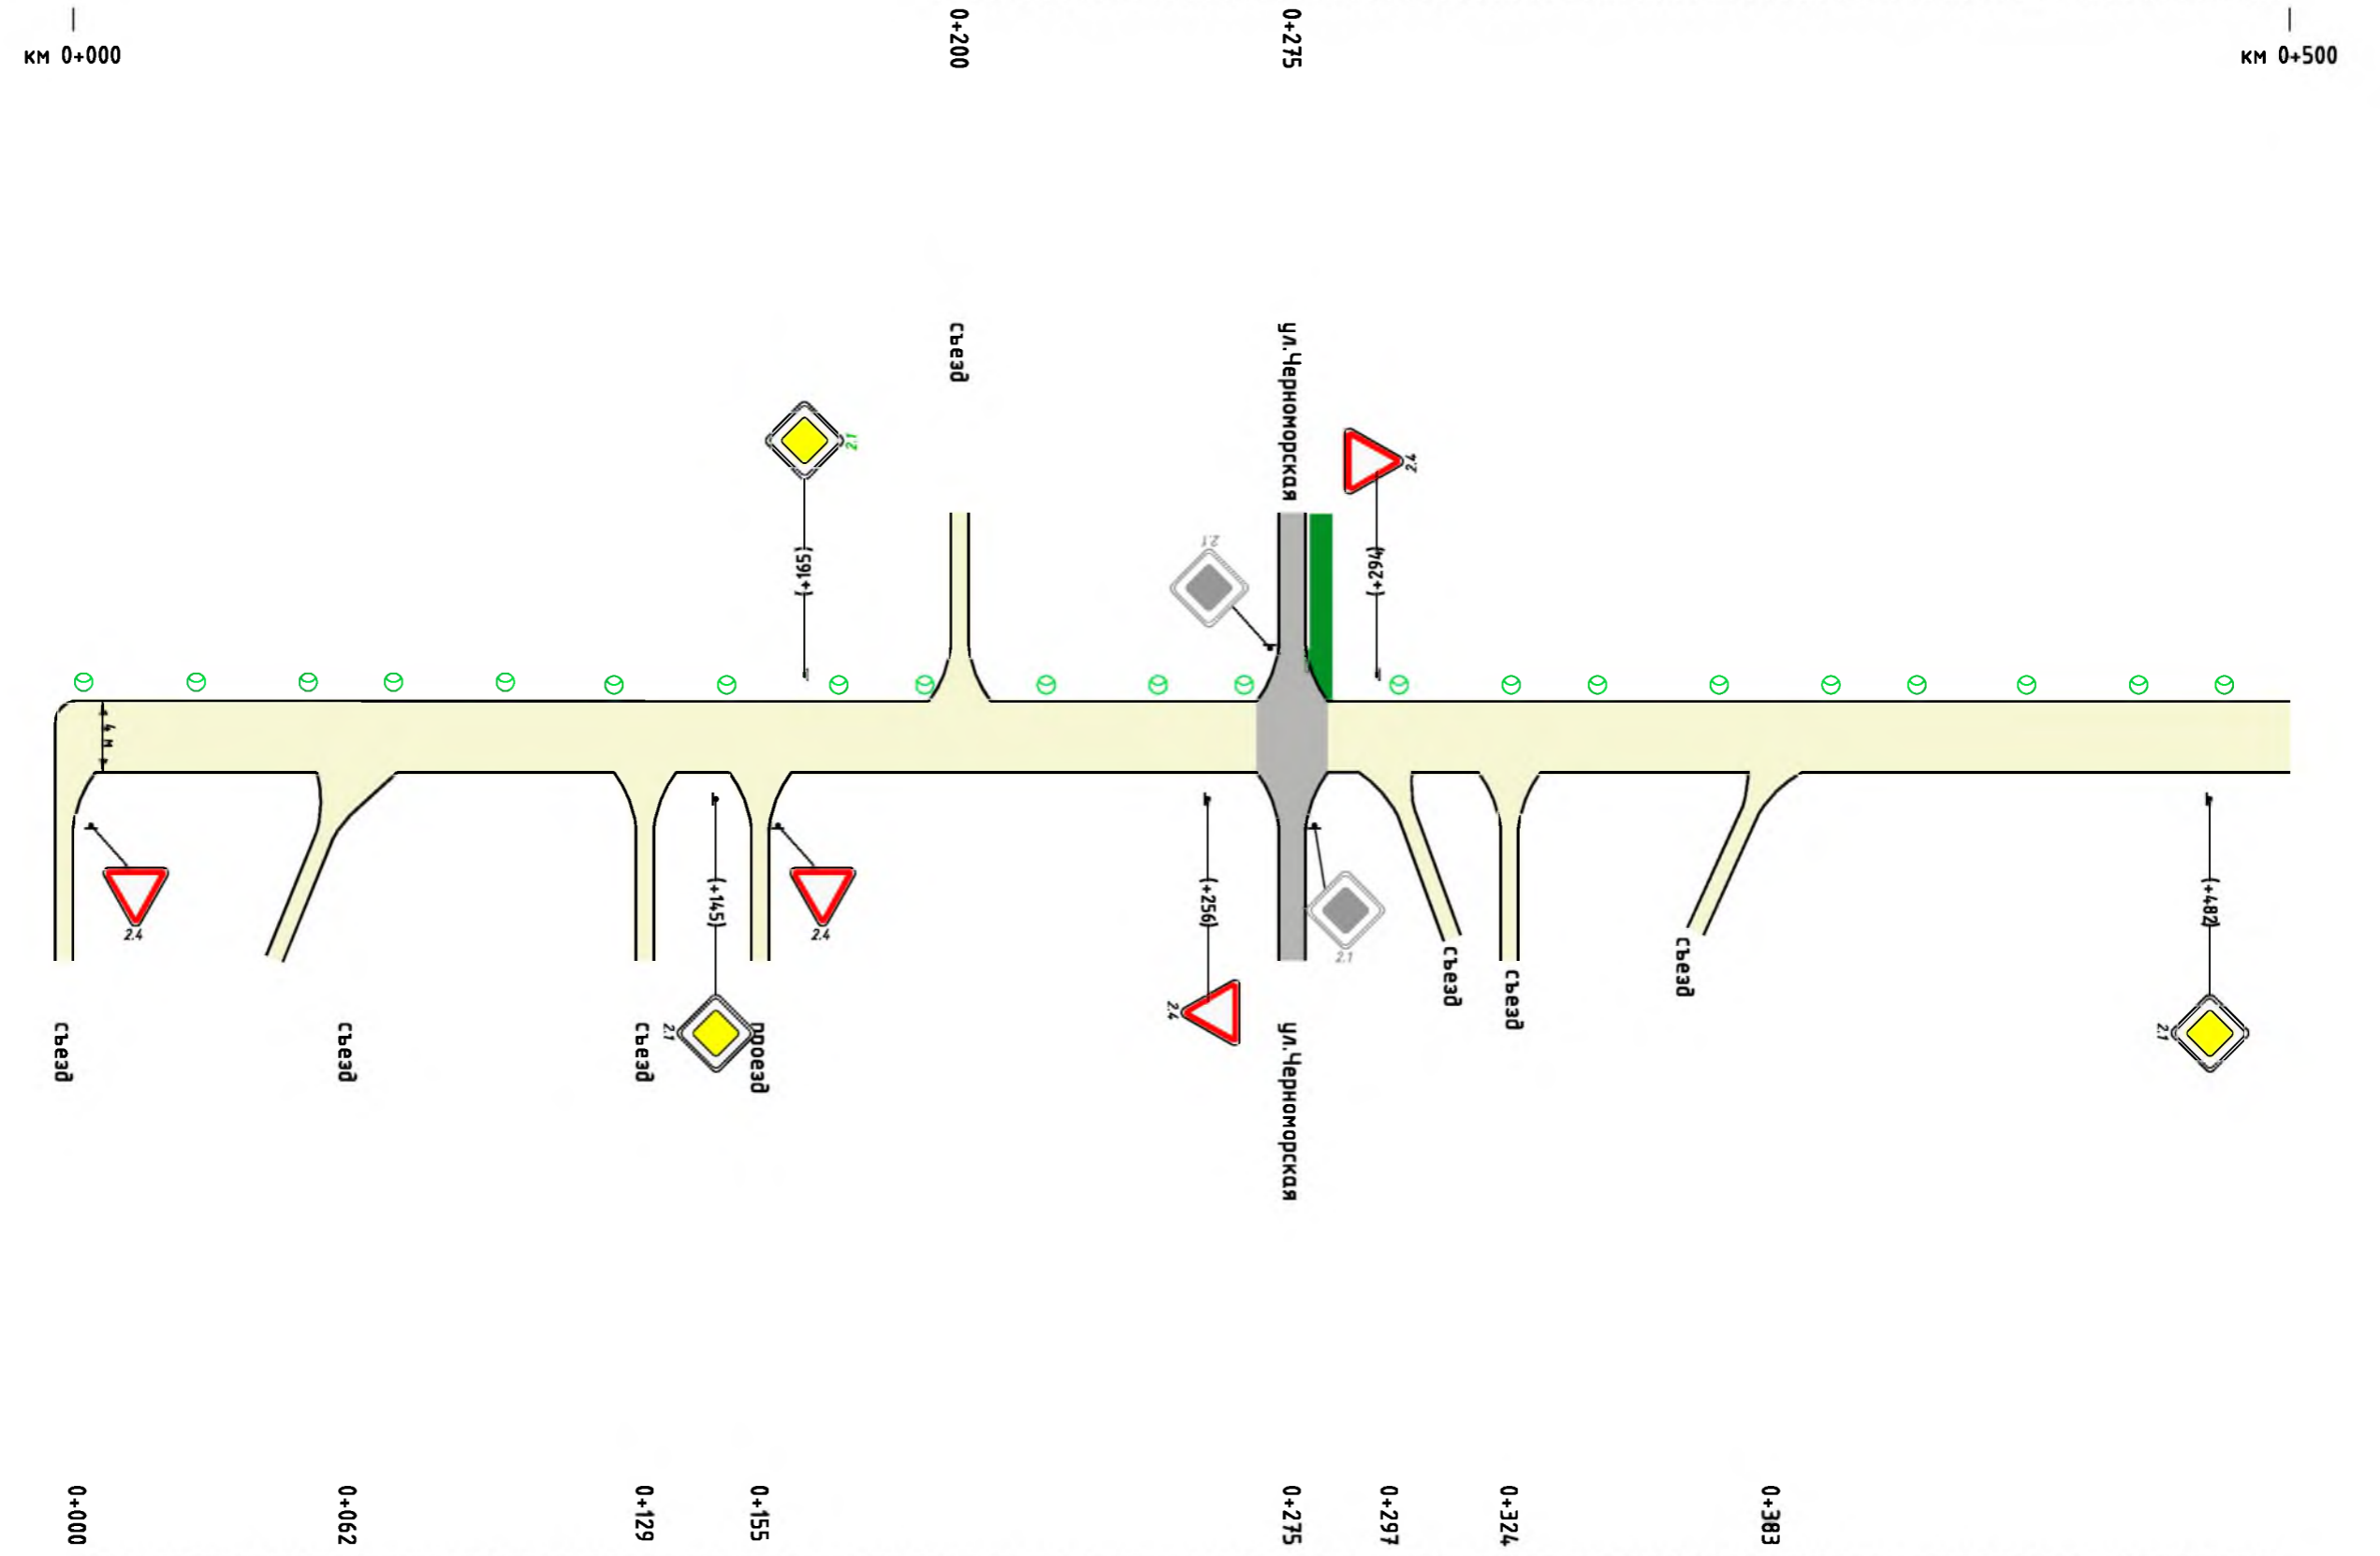 км 0+000
0+200
0+275
км 0+500
съезд
ул.Черноморская
2.1
2.4
2.1
(+165)
(+294)
4 м
2.4
2.4
(+145)
(+256)
2.1
(+482)
съезд
съезд
съезд
2.1
проезд
2.4
ул.Черноморская
съезд
съезд
съезд
2.1
0+000
0+062
0+129
0+155
0+275
0+297
0+324
0+383